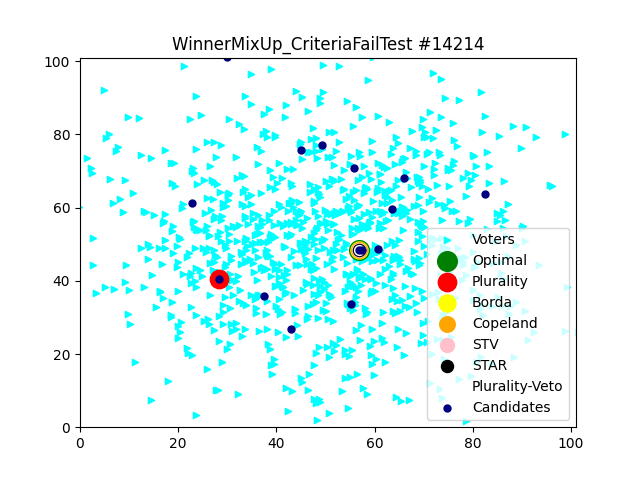 WinnerMixUp_CriteriaFailTest #14214
100
80
60
40
20
0
0
20
40
60
80
100
Voters
Optimal
Plurality
Borda
Copeland
STV
STAR
Plurality-Veto
Candidates